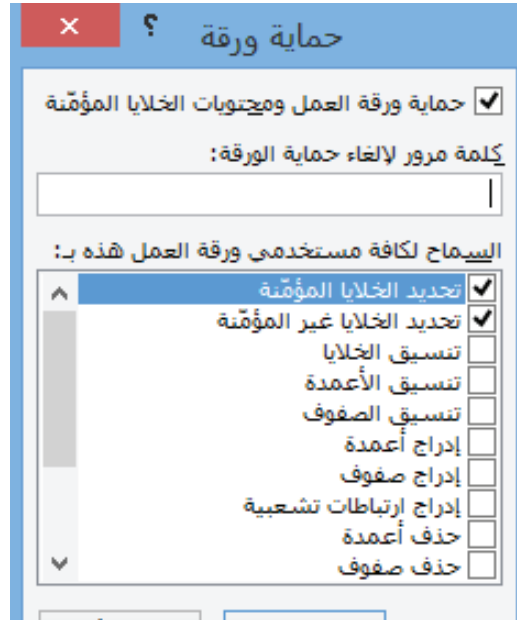 حماية ورقة ؟
حماية ورقة العمل ومحتويات الخلايا المؤمّنة
كلمة مرور لإلغاء حماية الورقة:
السماح لكافة مستخدمي ورقة العمل هذه بـ:
تحديد الخلايا المؤمّنة
تحديد الخلايا غير المؤمّنة
تنسيق الخلايا
تنسيق الأعمدة
تنسيق الصفوف
إدراج أعمدة
إدراج صفوف
إدراج ارتباطات تشعبية
حذف أعمدة
حذف صفوف